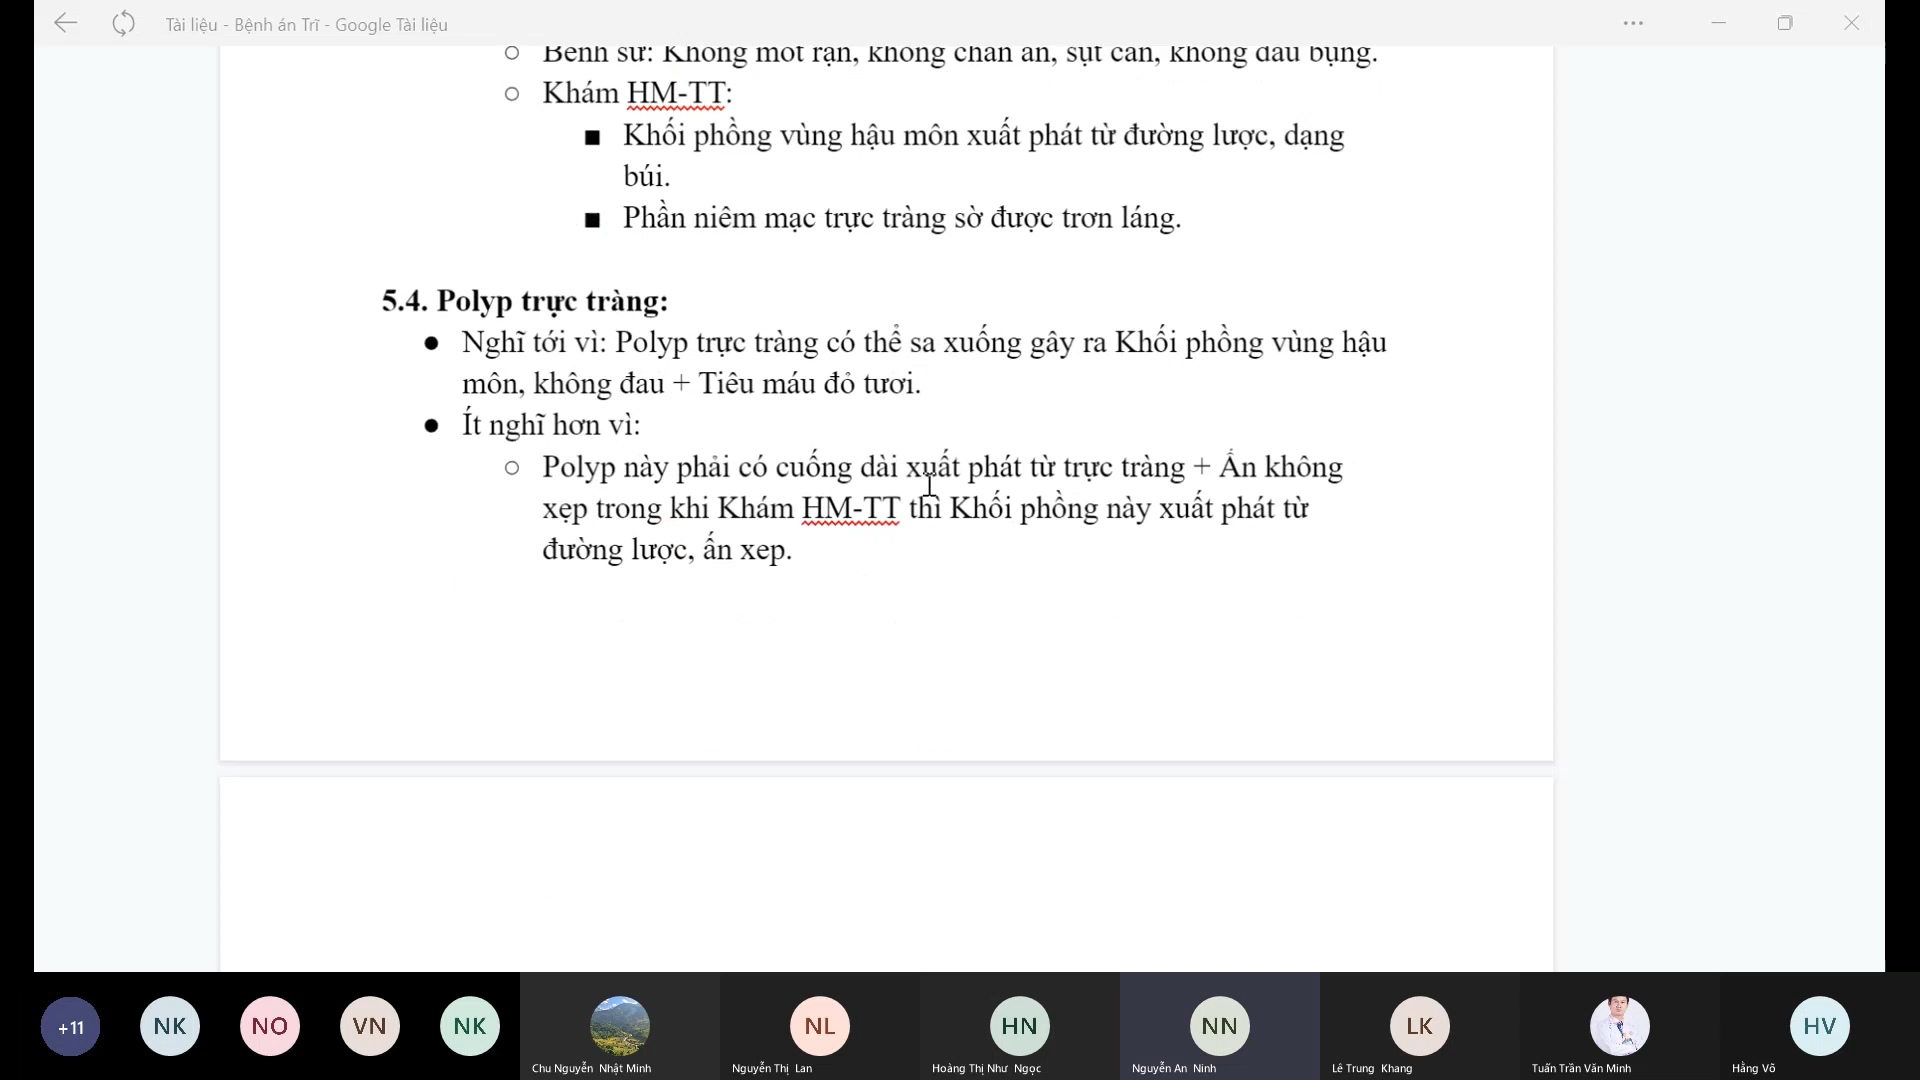 Tài liệu - Bệnh án Trĩ - Google Tài liệu
Bệnh sử: Không mót rặn, không chán ăn, sụt cân, không đau bụng.
Khám HM-TT:
Khối phồng vùng hậu môn xuất phát từ đường lược, dạng
búi.
Phần niêm mạc trực tràng sờ được trơn láng.
5.4. Polyp trực tràng:
Nghĩ tới vì: Polyp trực tràng có thể sa xuống gây ra Khối phồng vùng hậu
môn, không đau + Tiêu máu đỏ tươi.
Ít nghĩ hơn vì:
Polyp này phải có cuống dài xuất phát từ trực tràng + Ấn không
xẹp trong khi Khám HM-TT thì Khối phồng này xuất phát từ
đường lược, ấn xẹp.
+11 NK NO VN NK NL HN NN LK HV
Chu Nguyễn Nhật Minh Nguyễn Thị Lan Hoàng Thị Như Ngọc Nguyễn An Ninh Lê Trung Khang Tuấn Trần Văn Minh Hằng Võ